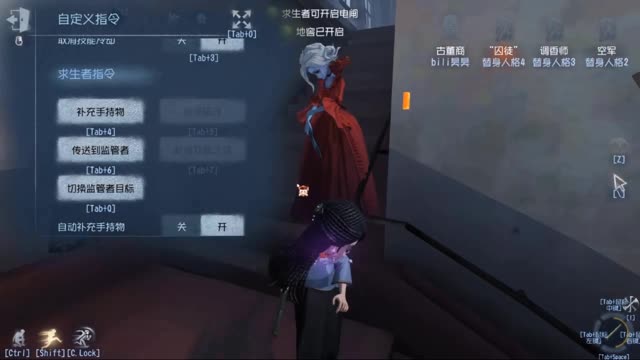 自定义指令
[Tab+O]
求生者可开启电闸
地窖已开启
取消技能冷却
关
开
[Tab+3]
求生者指令
补充手持物
[Tab+4]
传送到监管者
[Tab+6]
[Tab+7]
切换监管者目标
[Tab+Q]
自动补充手持物
关
开
古董商
bili昊昊
“囚徒”
替身人格4
调香师
替身人格3
空军
替身人格2
[Z]
[Ctrl]
[Shift]
[C.Lock]